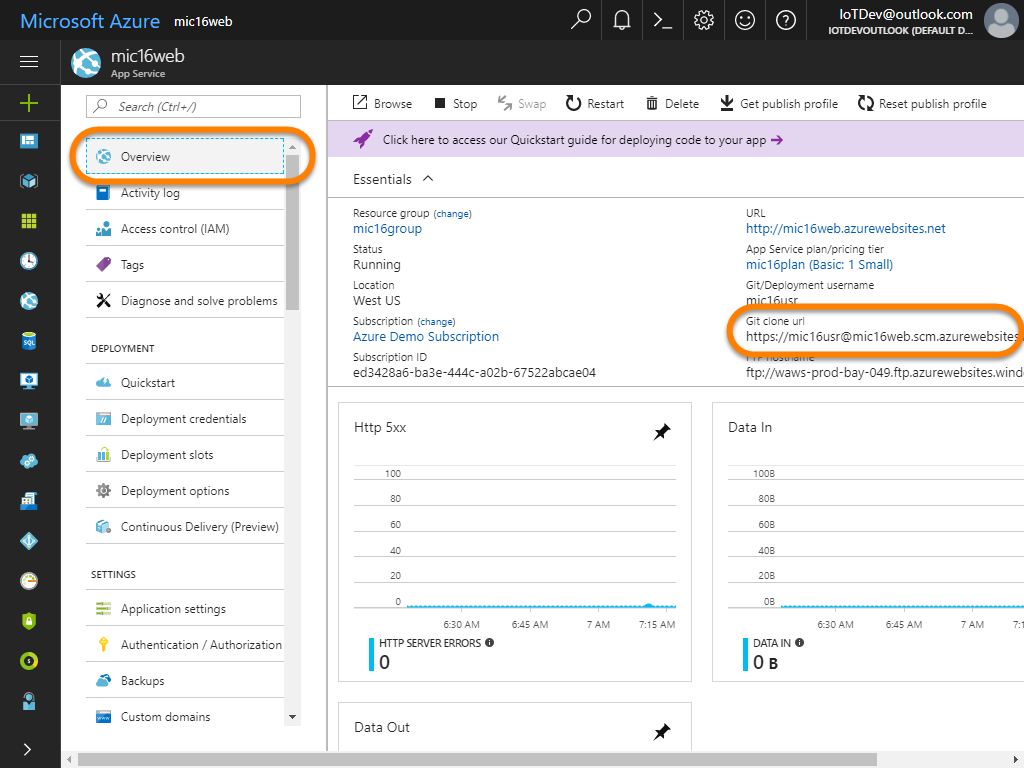 Microsoft Azure mic16web
IoTDev@outlook.com
IOTDEVOUTLOOK (DEFAULT D...
mic16web
App Service
Search (Ctrl+/)
Overview
Activity log
Access control (IAM)
Tags
Diagnose and solve problems
DEPLOYMENT
Quickstart
Deployment credentials
Deployment slots
Deployment options
Continuous Delivery (Preview)
SETTINGS
Application settings
Authentication / Authorization
Backups
Custom domains
Browse Stop Swap Restart Delete Get publish profile Reset publish profile
Click here to access our Quickstart guide for deploying code to your app
Essentials
Resource group (change)
mic16group
Status
Running
Location
West US
Subscription (change)
Azure Demo Subscription
Subscription ID
ed3428a6-ba3e-444c-a02b-67522abcae04
URL
http://mic16web.azurewebsites.net
App Service plan/pricing tier
mic16plan (Basic: 1 Small)
Git/Deployment username
mic16usr
Git clone url
https://mic16usr@mic16web.scm.azurewebsites
FTP hostname
ftp://waws-prod-bay-049.ftp.azurewebsites.windo
Http 5xx
100
80
60
40
20
0
6:30 AM 6:45 AM 7 AM 7:15 AM
HTTP SERVER ERRORS
0
Data In
100B
80B
60B
40B
20B
0B
6:30 AM 6:45 AM 7 AM 7:1
DATA IN
0 B
Data Out